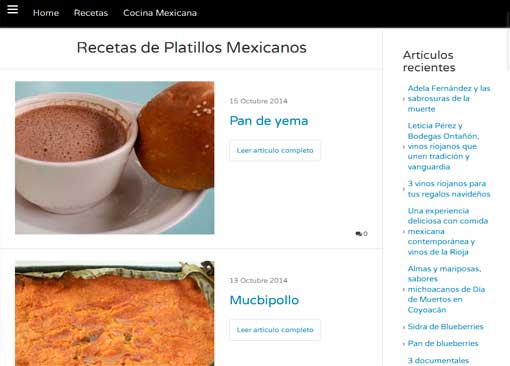 Home Recetas Cocina Mexicana
Recetas de Platillos Mexicanos
15 Octubre 2014
Pan de yema
Leer artículo completo
0
13 Octubre 2014
Mucbipollo
Leer artículo completo
Artículos
recientes
Adela Fernández y las
sabrosuras de la
muerte
Leticia Pérez y
Bodegas Ontañón,
vinos riojanos que
unen tradición y
vanguardia
3 vinos riojanos para
tus regalos navideños
Una experiencia
deliciosa con comida
mexicana
contemporánea y
vinos de la Rioja
Almas y mariposas,
sabores
michoacanos de Día
de Muertos en
Coyoacán
Sidra de Blueberries
Pan de blueberries
3 documentales